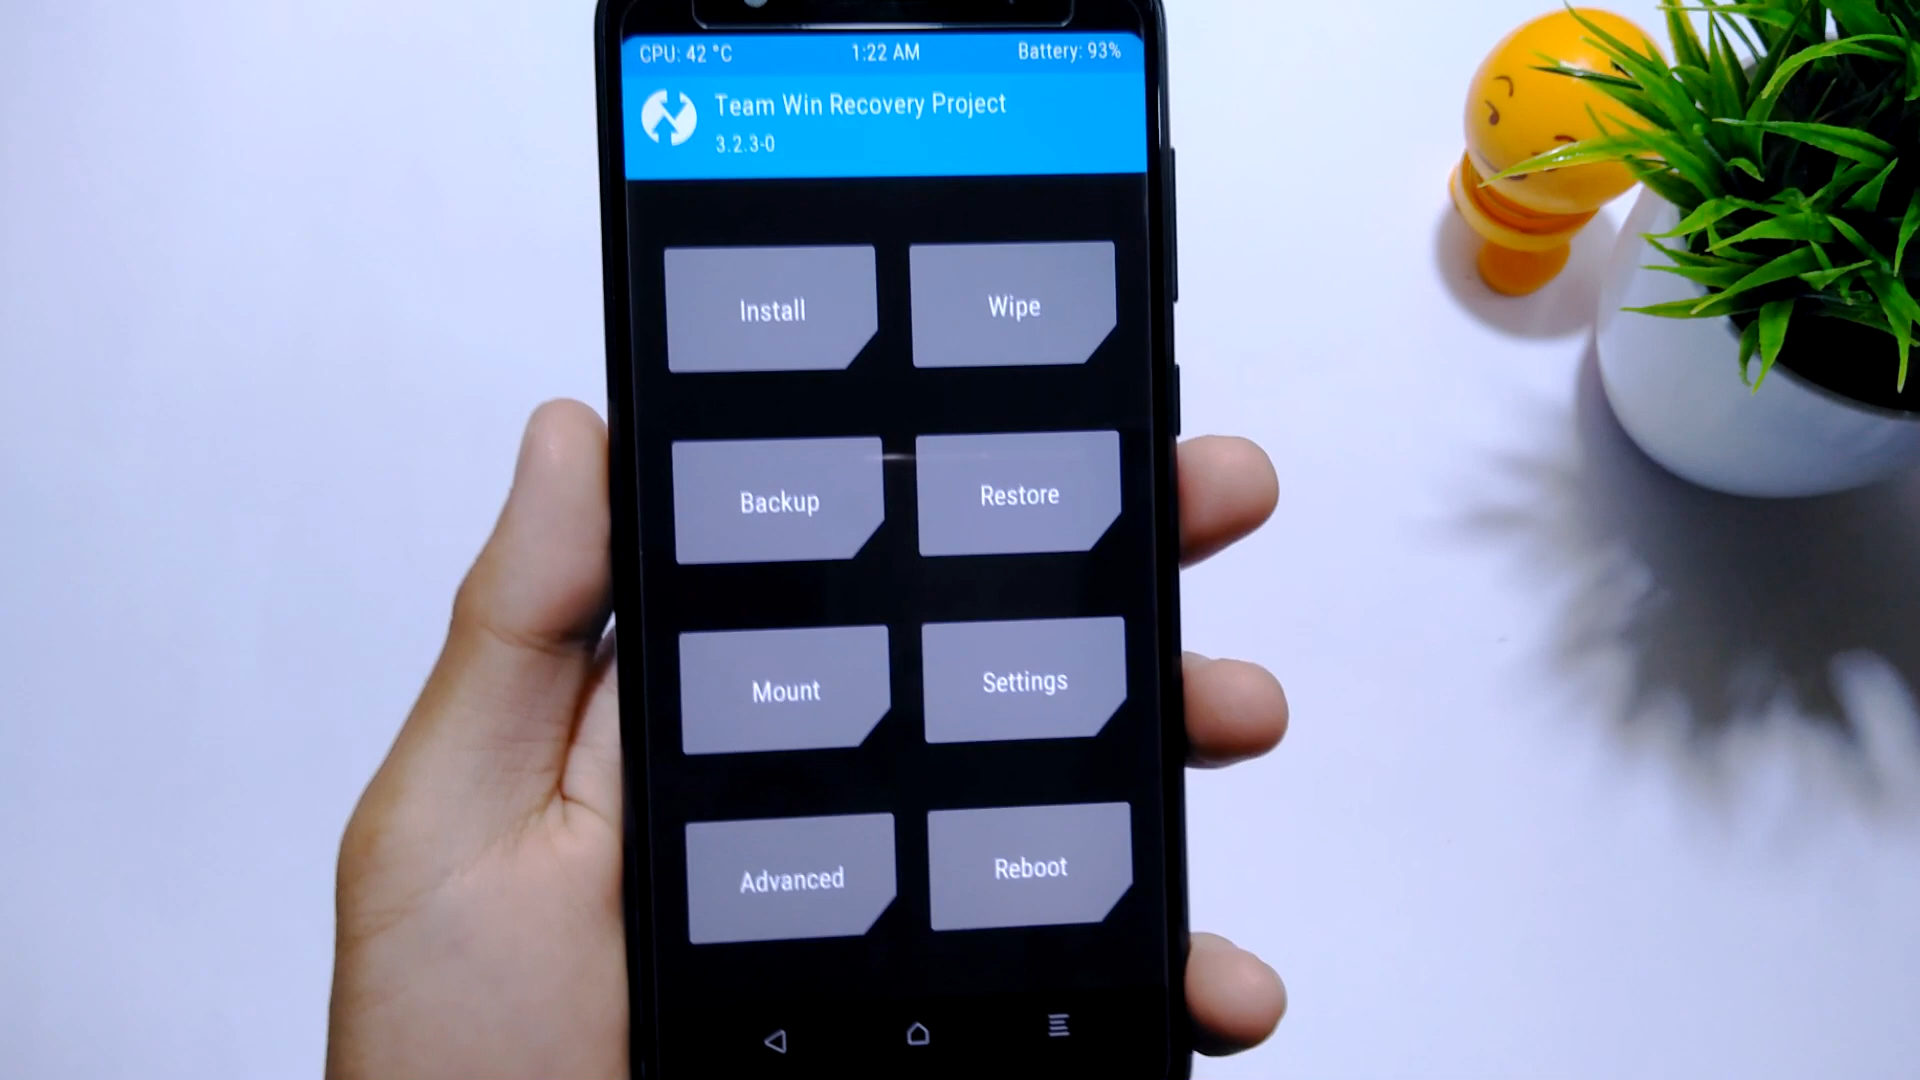 CPU: 42 °C 1:22 AM Battery: 93%
Team Win Recovery Project
3.2.3-0
Install Wipe
Backup Restore
Mount Settings
Advanced Reboot